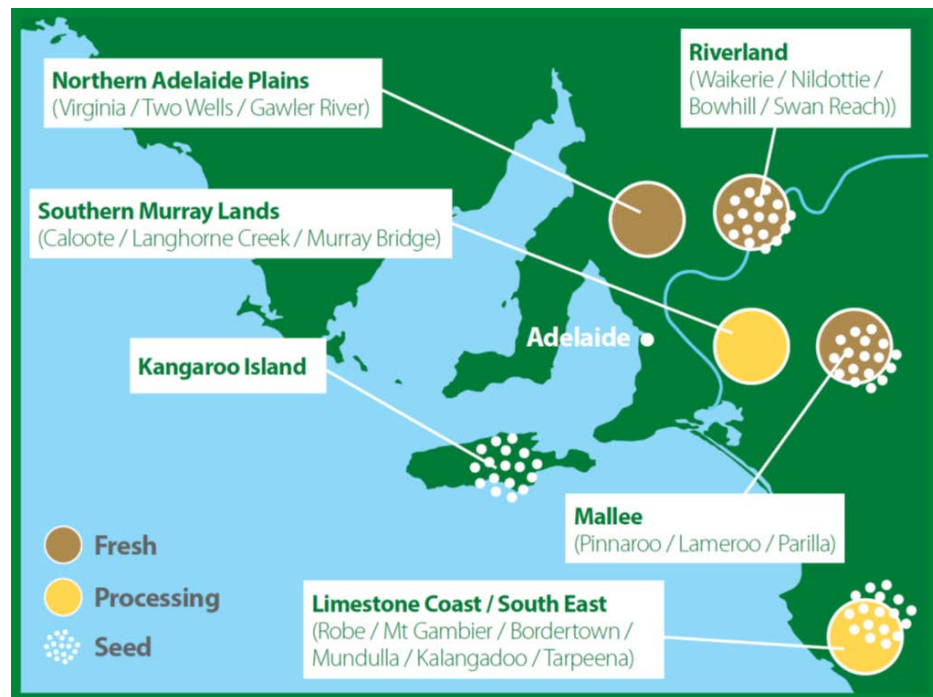 Northern Adelaide Plains
(Virginia / Two Wells / Gawler River)
Riverland
(Waikerie / Nildottie /
Bowhill / Swan Reach))
Southern Murray Lands
(Caloote / Langhorne Creek / Murray Bridge)
Adelaide
Kangaroo Island
Mallee
(Pinnaroo / Lameroo / Parilla)
Fresh
Processing
Seed
Limestone Coast / South East
(Robe / Mt Gambier / Bordertown /
Mundulla / Kalangadoo / Tarpeena)